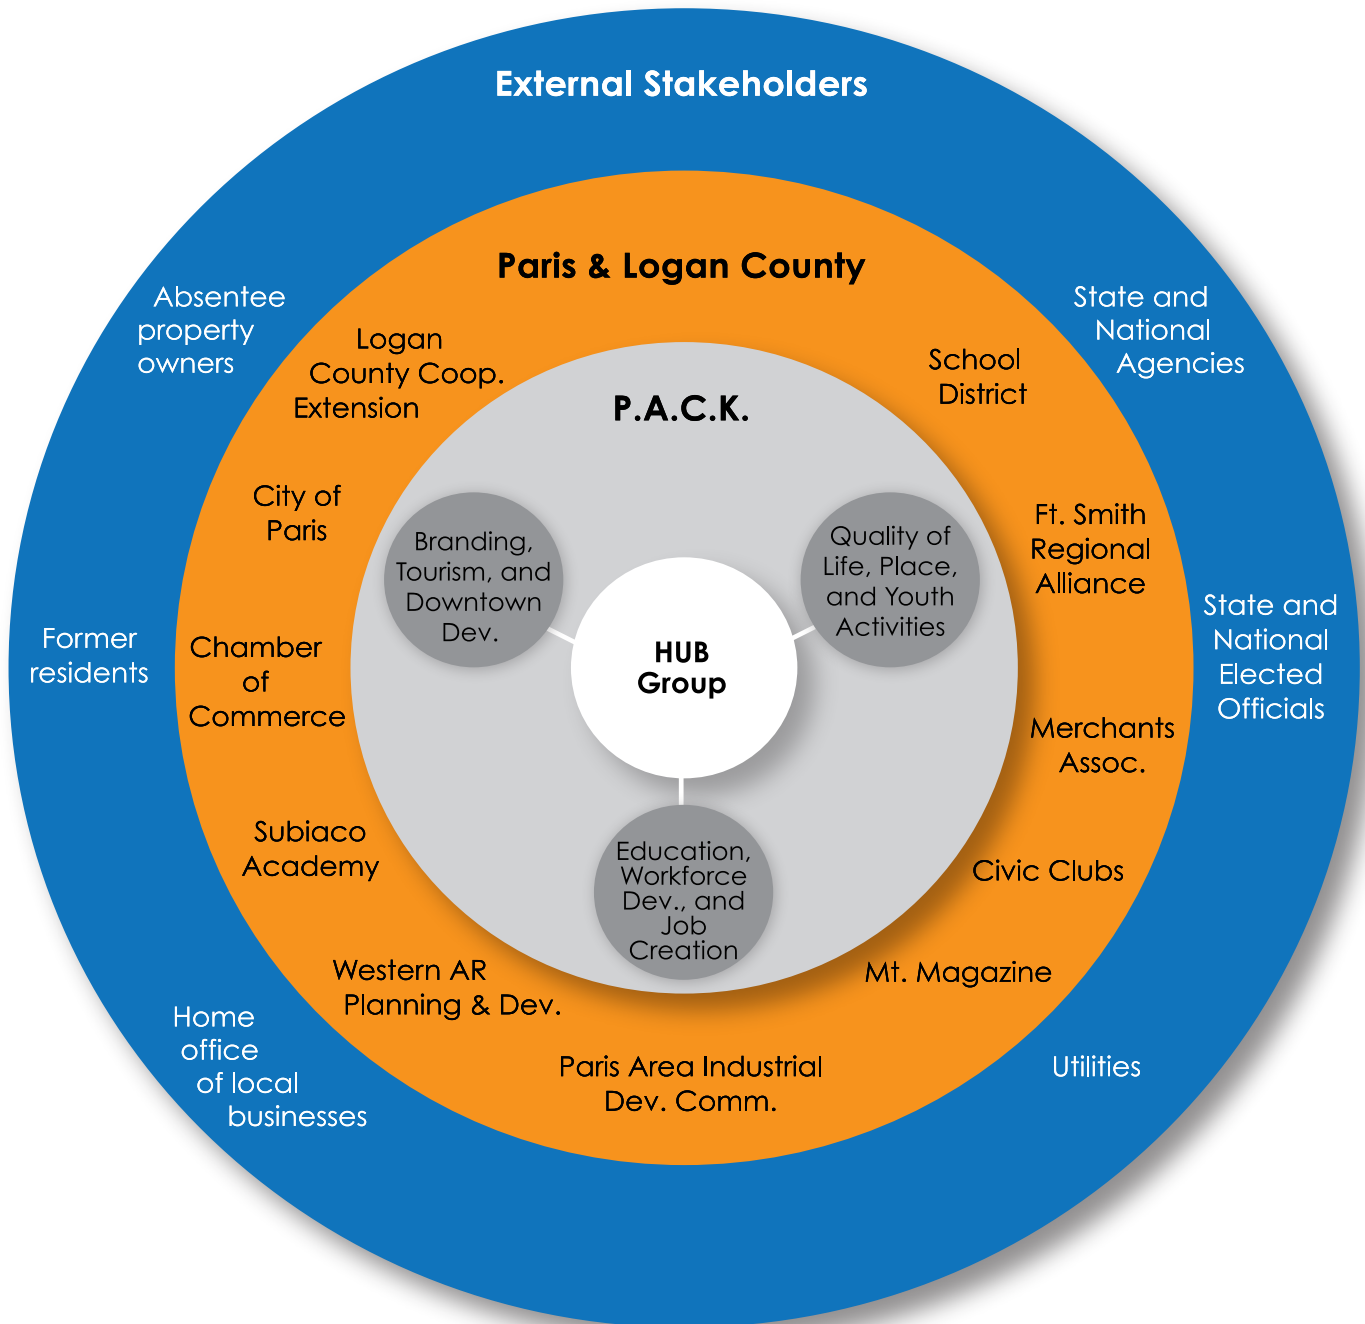 External Stakeholders
Paris & Logan County
P.A.C.K.
HUB
Group
Branding,
Tourism, and
Downtown
Dev.
Quality of
Life, Place,
and Youth
Activities
Education,
Workforce
Dev., and
Job
Creation
Logan
County Coop.
Extension
City of
Paris
Chamber
of
Commerce
Subiaco
Academy
Western AR
Planning & Dev.
Paris Area Industrial
Dev. Comm.
Mt. Magazine
Civic Clubs
Merchants
Assoc.
Ft. Smith
Regional
Alliance
School
District
Absentee
property
owners
Former
residents
Home
office
of local
businesses
Utilities
State and
National
Elected
Officials
State and
National
Agencies